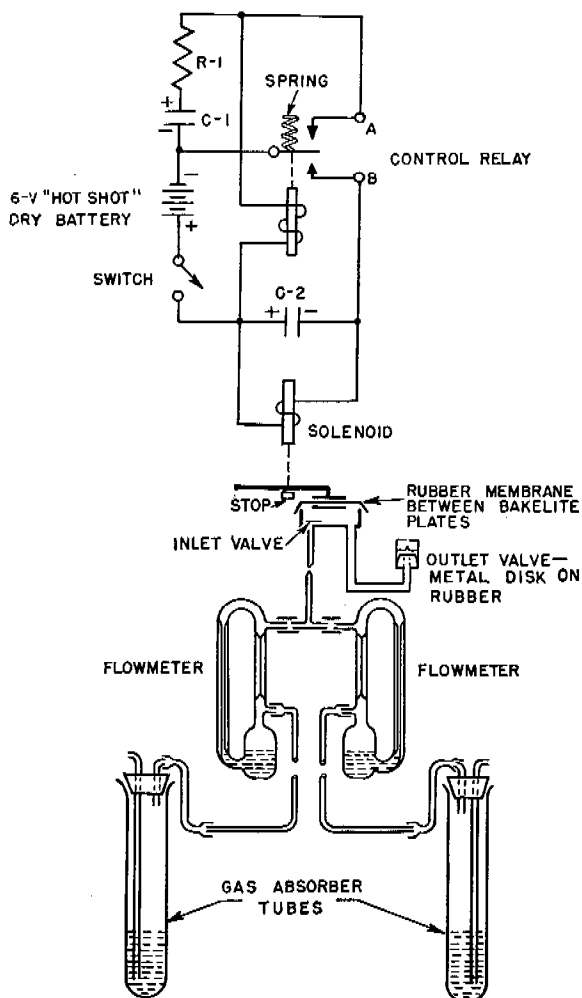 R-1
+
C-1
-
SPRING
A
CONTROL RELAY
B
6-V "HOT SHOT"
DRY BATTERY
-
+
SWITCH
C-2
+ -
SOLENOID
STOP
RUBBER MEMBRANE
BETWEEN BAKELITE
PLATES
INLET VALVE
OUTLET VALVE—
METAL DISK ON
RUBBER
FLOWMETER
FLOWMETER
GAS ABSORBER
TUBES